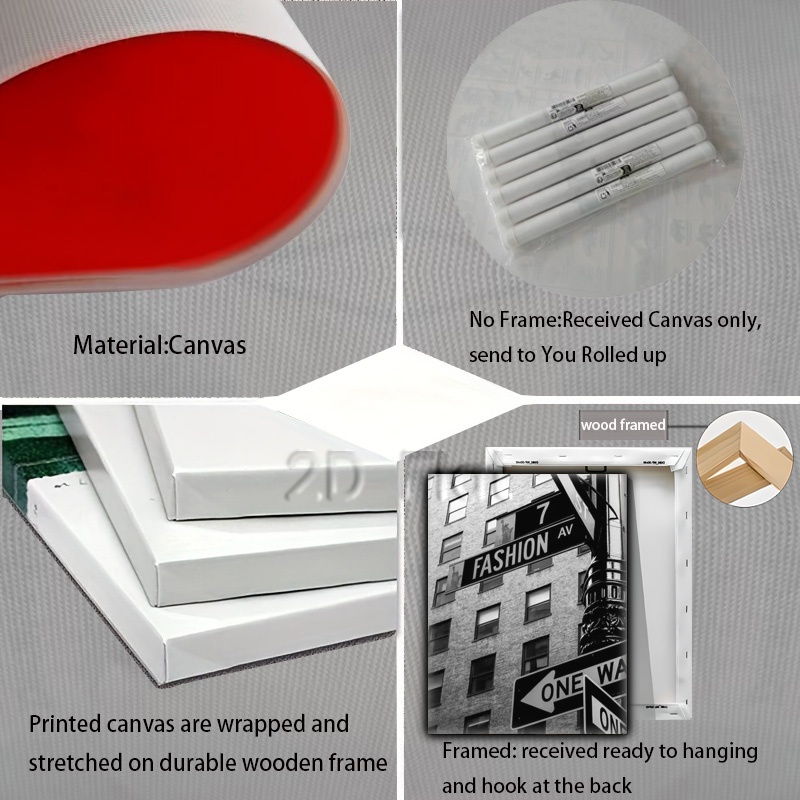 Material:Canvas
No Frame:Received Canvas only,
send to You Rolled up
wood framed
7
FASHION AV
ONE WA
ON
Printed canvas are wrapped and
stretched on durable wooden frame
Framed: received ready to hanging
and hook at the back
2D